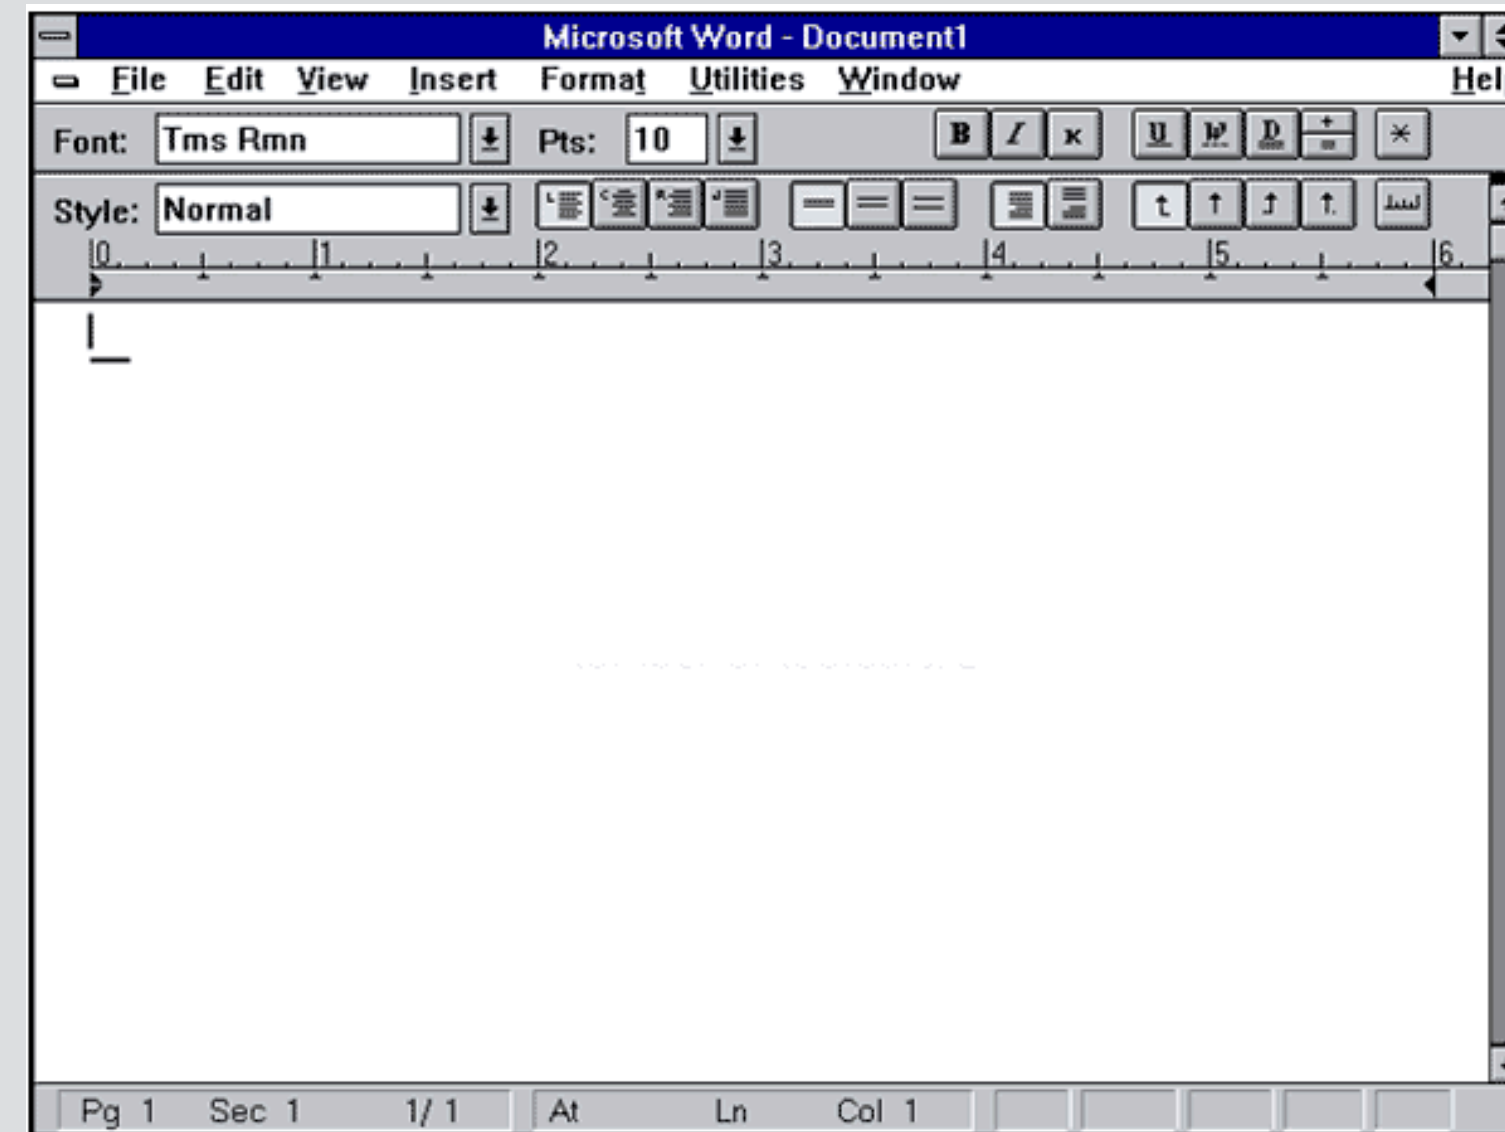 Microsoft Word - Document1
File Edit View Insert Format Utilities Window Help
Font: Tms Rmn Pts: 10 B I K U W D + =
Style: Normal
0 1 2 3 4 5 6
Pg 1 Sec 1 1/1 At Ln Col 1